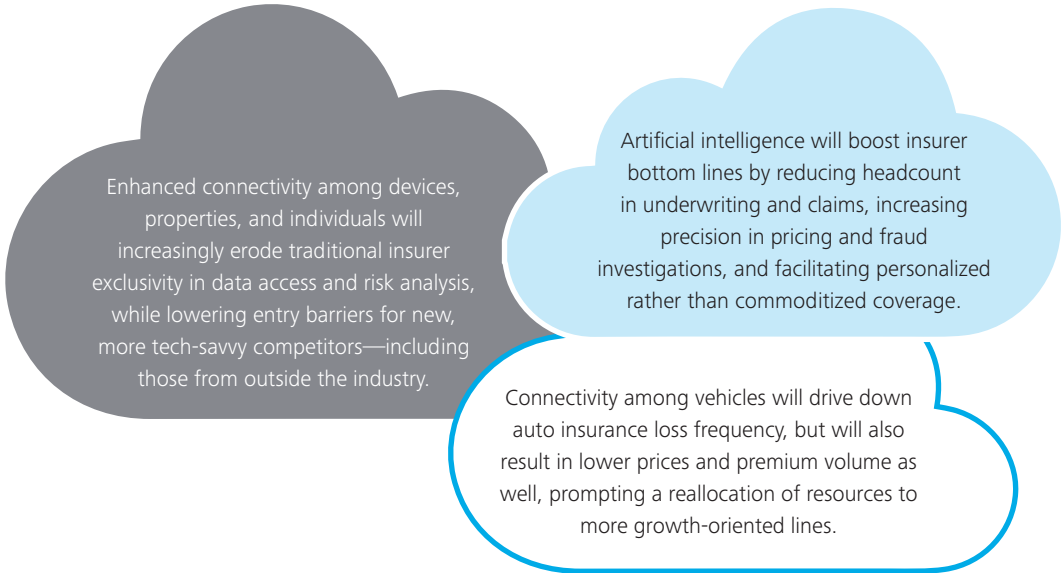 Enhanced connectivity among devices,
properties, and individuals will
increasingly erode traditional insurer
exclusivity in data access and risk analysis,
while lowering entry barriers for new,
more tech-savvy competitors—including
those from outside the industry.
Artificial intelligence will boost insurer
bottom lines by reducing headcount
in underwriting and claims, increasing
precision in pricing and fraud
investigations, and facilitating personalized
rather than commoditized coverage.
Connectivity among vehicles will drive down
auto insurance loss frequency, but will also
result in lower prices and premium volume as
well, prompting a reallocation of resources to
more growth-oriented lines.